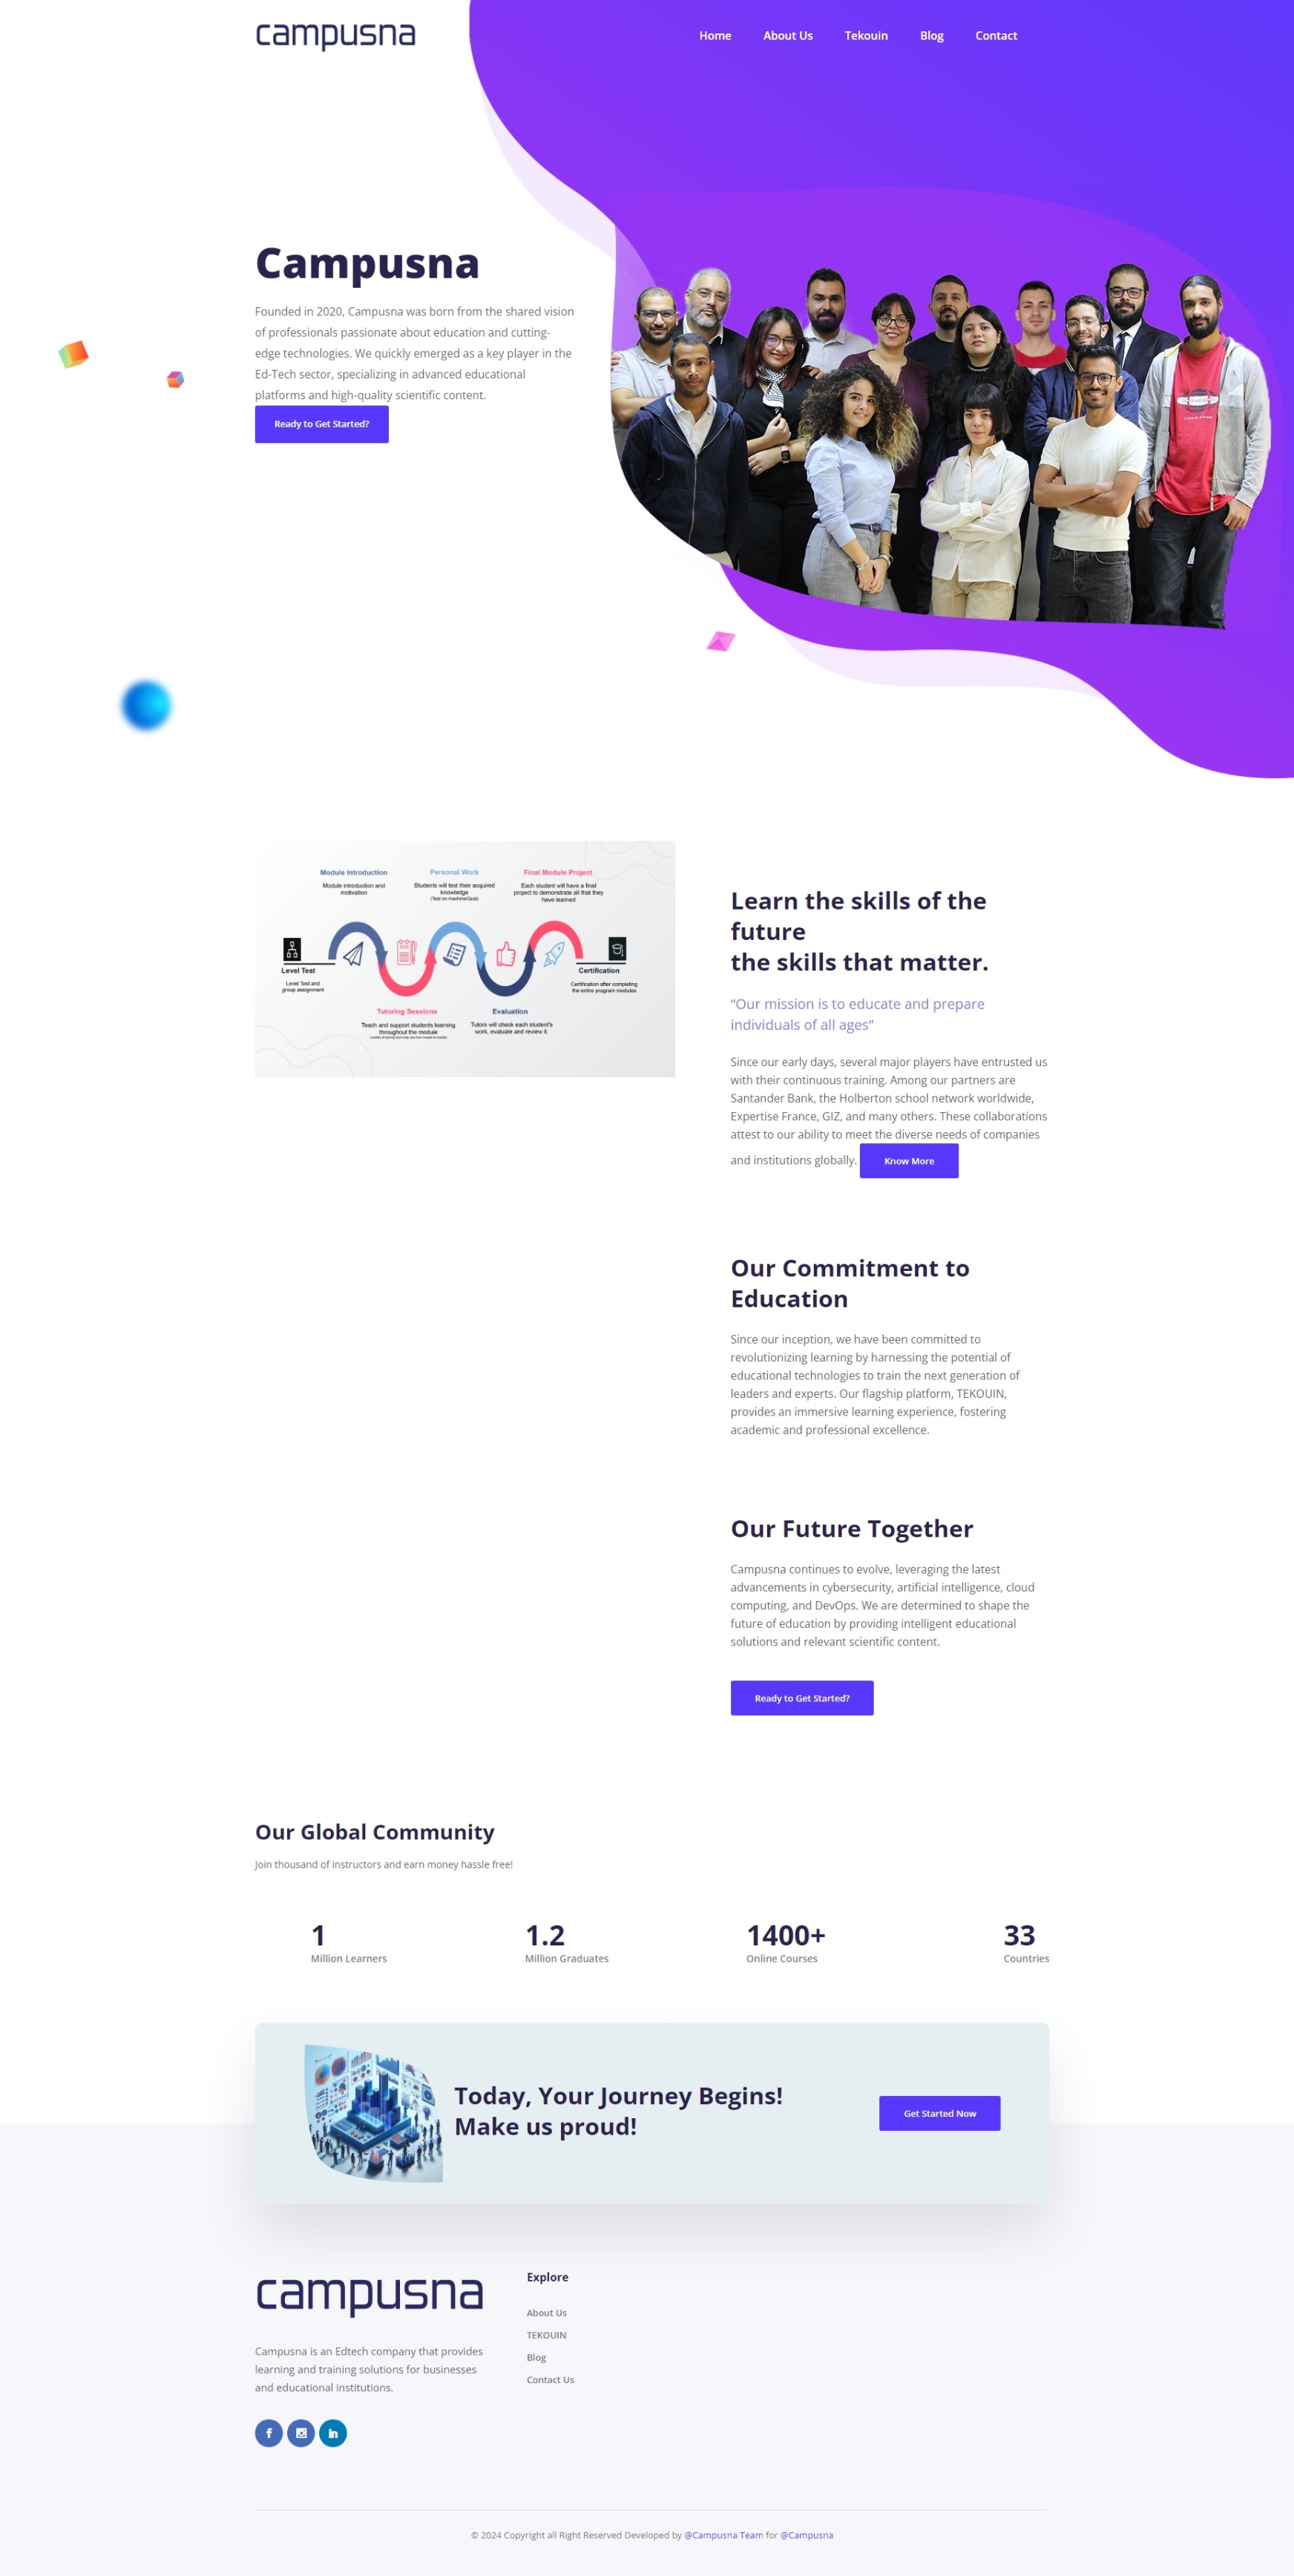 campusna
Home
About Us
Tekouin
Blog
Contact
Campusna
Founded in 2020, Campusna was born from the shared vision
of professionals passionate about education and cutting-
edge technologies. We quickly emerged as a key player in the
Ed-Tech sector, specializing in advanced educational
platforms and high-quality scientific content.
Ready to Get Started?
Module Introduction
Module introduction and
motivation
Personal Work
Students will test their acquired
knowledge
(Test on machine/Quiz)
Final Module Project
Each student will have a final
project to demonstrate all that they
have learned
Level Test
Level Test and
group assignment
Certification
Certification after completing
the entire program modules
Tutoring Sessions
Teach and support students learning
throughout the module
Evaluation
Tutors will check each student's
work, evaluate and review it.
Learn the skills of the
future
the skills that matter.
“Our mission is to educate and prepare
individuals of all ages”
Since our early days, several major players have entrusted us
with their continuous training. Among our partners are
Santander Bank, the Holberton school network worldwide,
Expertise France, GIZ, and many others. These collaborations
attest to our ability to meet the diverse needs of companies
and institutions globally.
Know More
Our Commitment to
Education
Since our inception, we have been committed to
revolutionizing learning by harnessing the potential of
educational technologies to train the next generation of
leaders and experts. Our flagship platform, TEKOUIN,
provides an immersive learning experience, fostering
academic and professional excellence.
Our Future Together
Campusna continues to evolve, leveraging the latest
advancements in cybersecurity, artificial intelligence, cloud
computing, and DevOps. We are determined to shape the
future of education by providing intelligent educational
solutions and relevant scientific content.
Ready to Get Started?
Our Global Community
Join thousand of instructors and earn money hassle free!
1
Million Learners
1.2
Million Graduates
1400+
Online Courses
33
Countries
Today, Your Journey Begins!
Make us proud!
Get Started Now
campusna
Campusna is an Edtech company that provides
learning and training solutions for businesses
and educational institutions.
Explore
About Us
TEKOUIN
Blog
Contact Us
© 2024 Copyright all Right Reserved Developed by @Campusna Team for @Campusna